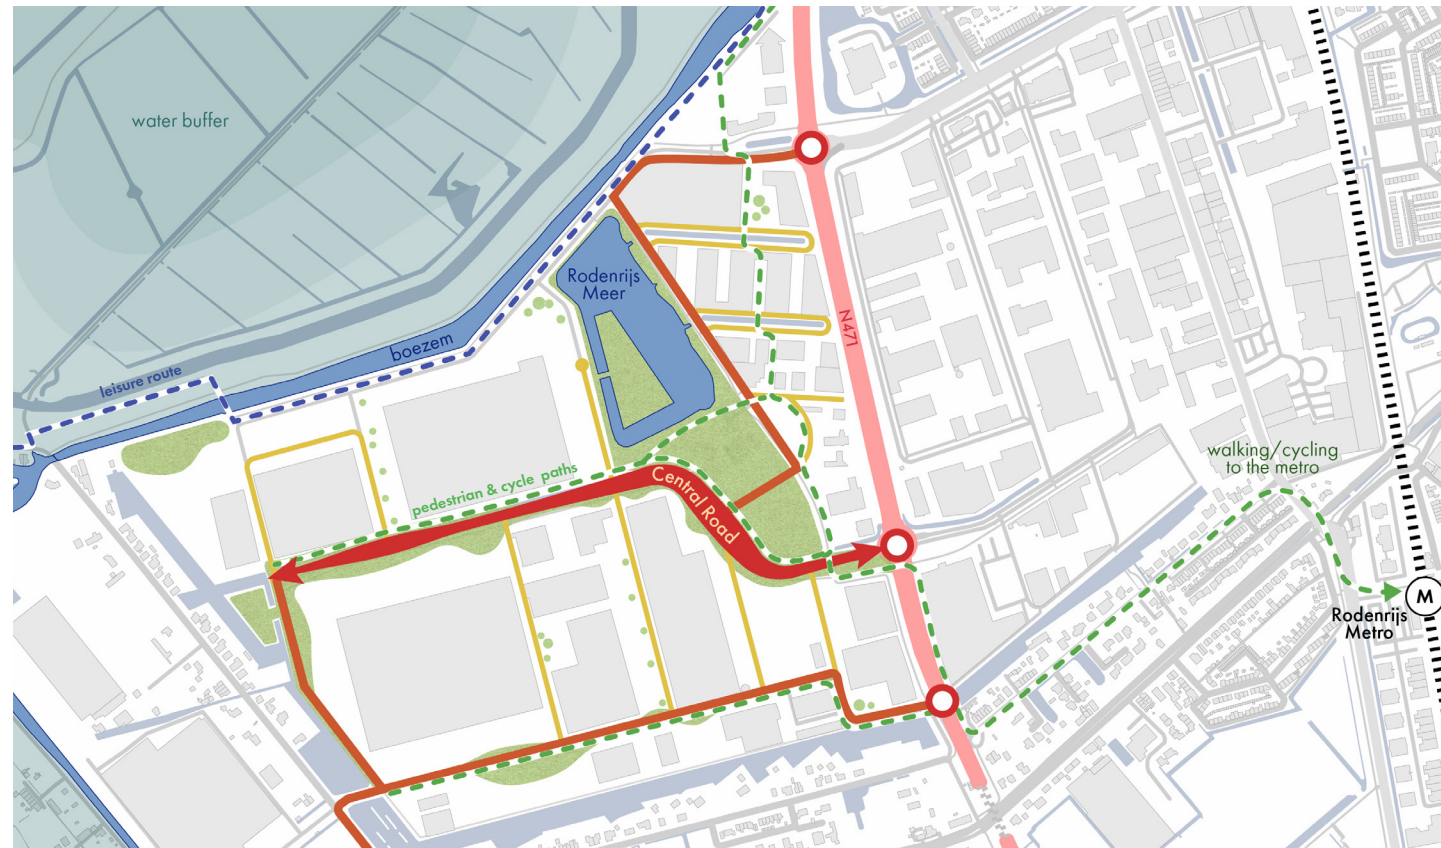 water buffer
Rodenrijs
Meer
boezem
leisure route
N471
walking/cycling
to the metro
pedestrian & cycle paths
Central Road
M
Rodenrijs
Metro